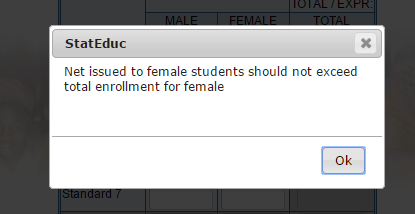 TOTAL / EXPR:
MALE FEMALE TOTAL
StatEduc
Net issued to female students should not exceed
total enrollment for female
Ok
Standard 7